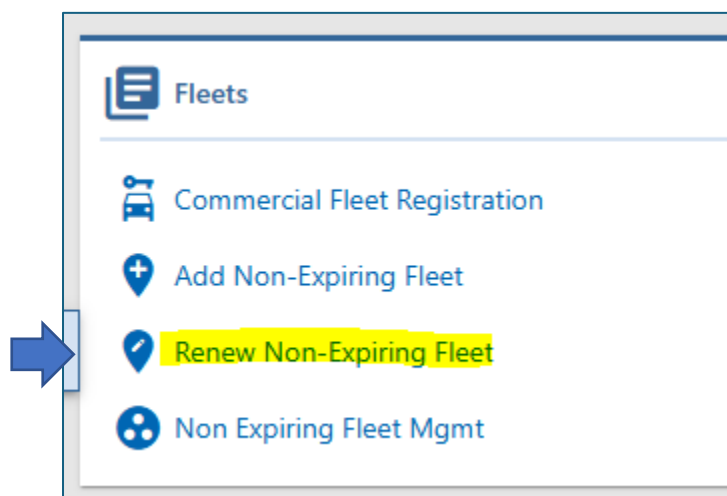 Fleets
Commercial Fleet Registration
Add Non-Expiring Fleet
Renew Non-Expiring Fleet
Non Expiring Fleet Mgmt